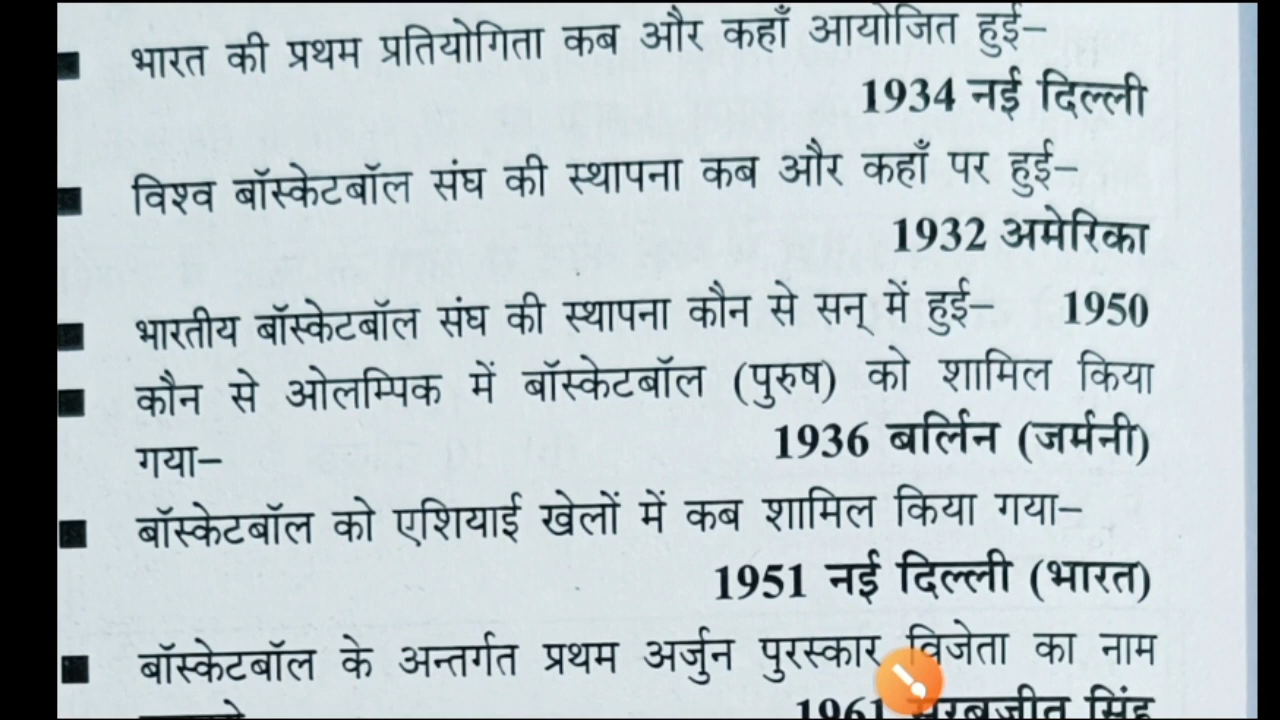 भारत की प्रथम प्रतियोगिता कब और कहाँ आयोजित हुई–
1934 नई दिल्ली
विश्व बॉस्केटबॉल संघ की स्थापना कब और कहाँ पर हुई–
1932 अमेरिका
भारतीय बॉस्केटबॉल संघ की स्थापना कौन से सन् में हुई– 1950
कौन से ओलम्पिक में बॉस्केटबॉल (पुरुष) को शामिल किया
गया– 1936 बर्लिन (जर्मनी)
बॉस्केटबॉल को एशियाई खेलों में कब शामिल किया गया–
1951 नई दिल्ली (भारत)
बॉस्केटबॉल के अन्तर्गत प्रथम अर्जुन पुरस्कार विजेता का नाम
1961 सिंह